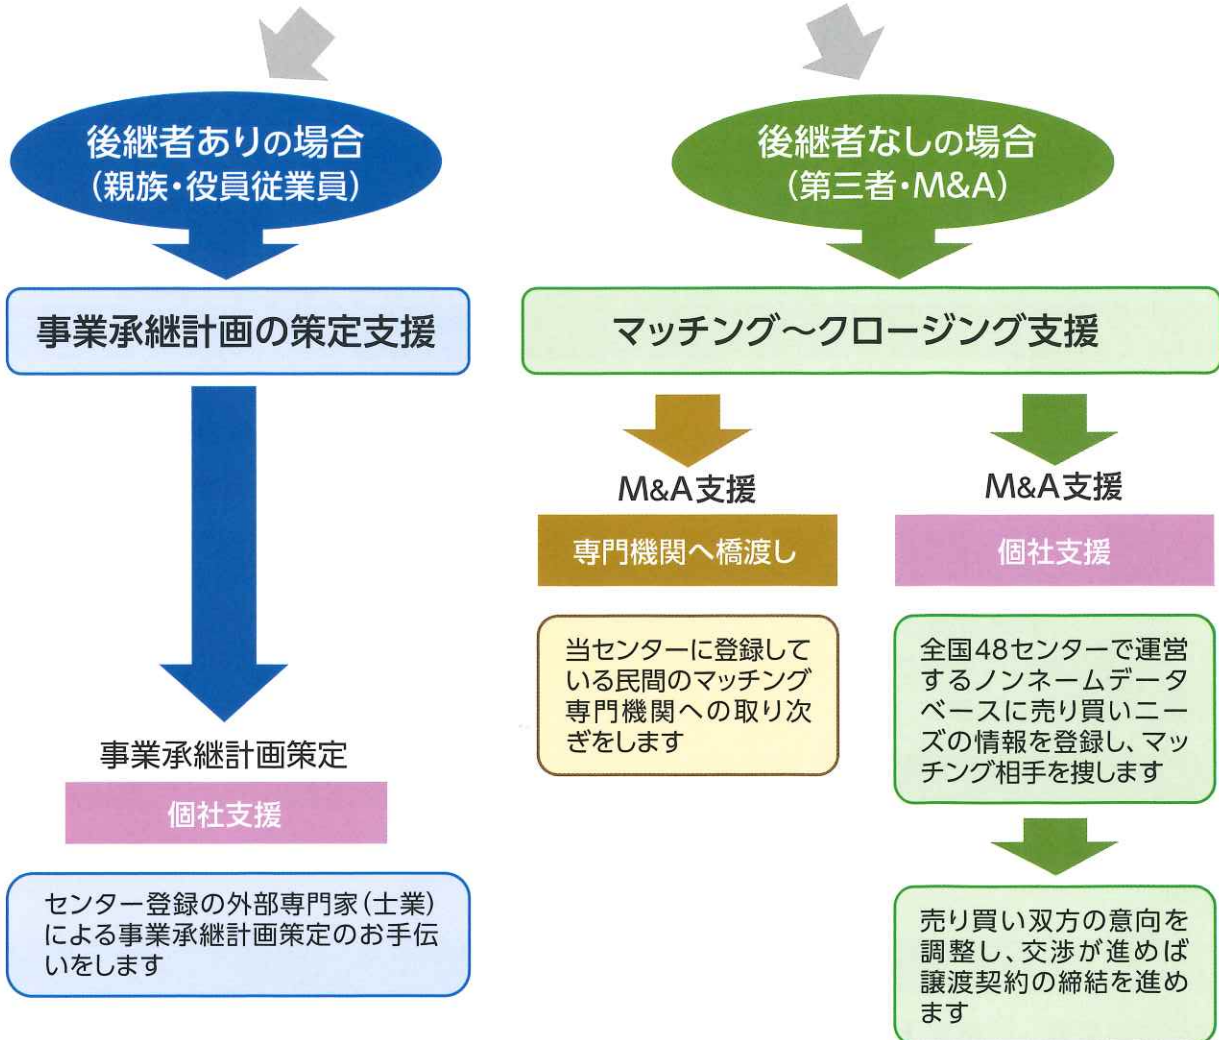 後継者ありの場合
(親族・役員従業員)
事業承継計画の策定支援
事業承継計画策定
個社支援
センター登録の外部専門家(士業)
による事業承継計画策定のお手伝
いをします
後継者なしの場合
(第三者・M&A)
マッチング～クロージング支援
M&A支援
専門機関へ橋渡し
当センターに登録して
いる民間のマッチング
専門機関への取り次
ぎをします
M&A支援
個社支援
全国48センターで運営
するノンネームデータ
ベースに売り買いニー
ズの情報を登録し、マッ
チング相手を捜します
売り買い双方の意向を
調整し、交渉が進めば
譲渡契約の締結を進め
ます